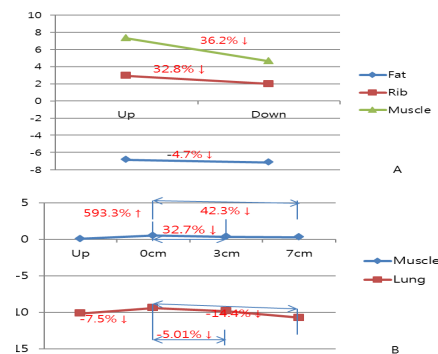 10
8
6
4
2
0
-2
-4
-6
-8
36.2% ↓
32.8% ↓
Up Down
-4.7% ↓
Fat
Rib
Muscle
A
5
0
-5
10
15
593.3% ↑ 42.3% ↓
32.7% ↓
Up 0cm 3cm 7cm
-7.5% ↓ -14.4% ↓
-5.01% ↓
Muscle
Lung
B